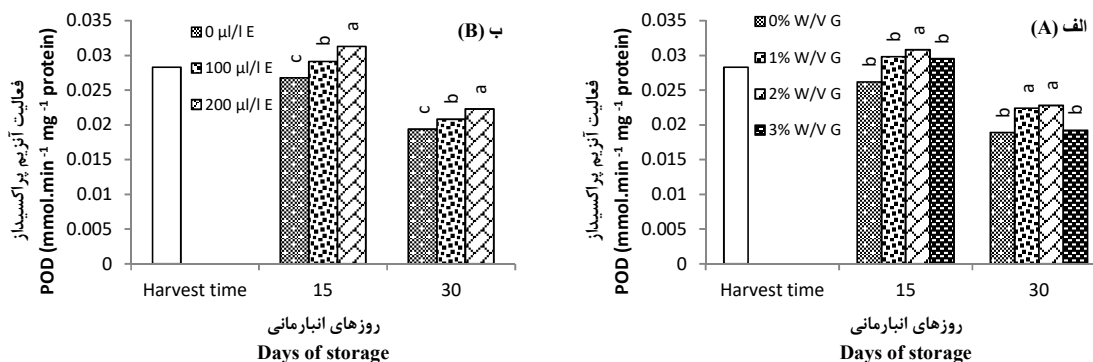 ب (B)
0.035
0.03
0.025
0.02
0.015
0.01
0.005
0
فعالیت آنزیم پراکسیداز
POD (mmol.min⁻¹ mg⁻¹ protein)
0 µl/l E
100 µl/l E
200 µl/l E
c b a
c b a
Harvest time 15 30
روزهای انبارمانی
Days of storage
الف (A)
0.035
0.03
0.025
0.02
0.015
0.01
0.005
0
فعالیت آنزیم پراکسیداز
POD (mmol.min⁻¹ mg⁻¹ protein)
0% W/V G
1% W/V G
2% W/V G
3% W/V G
b b a b
b a a b
Harvest time 15 30
روزهای انبارمانی
Days of storage